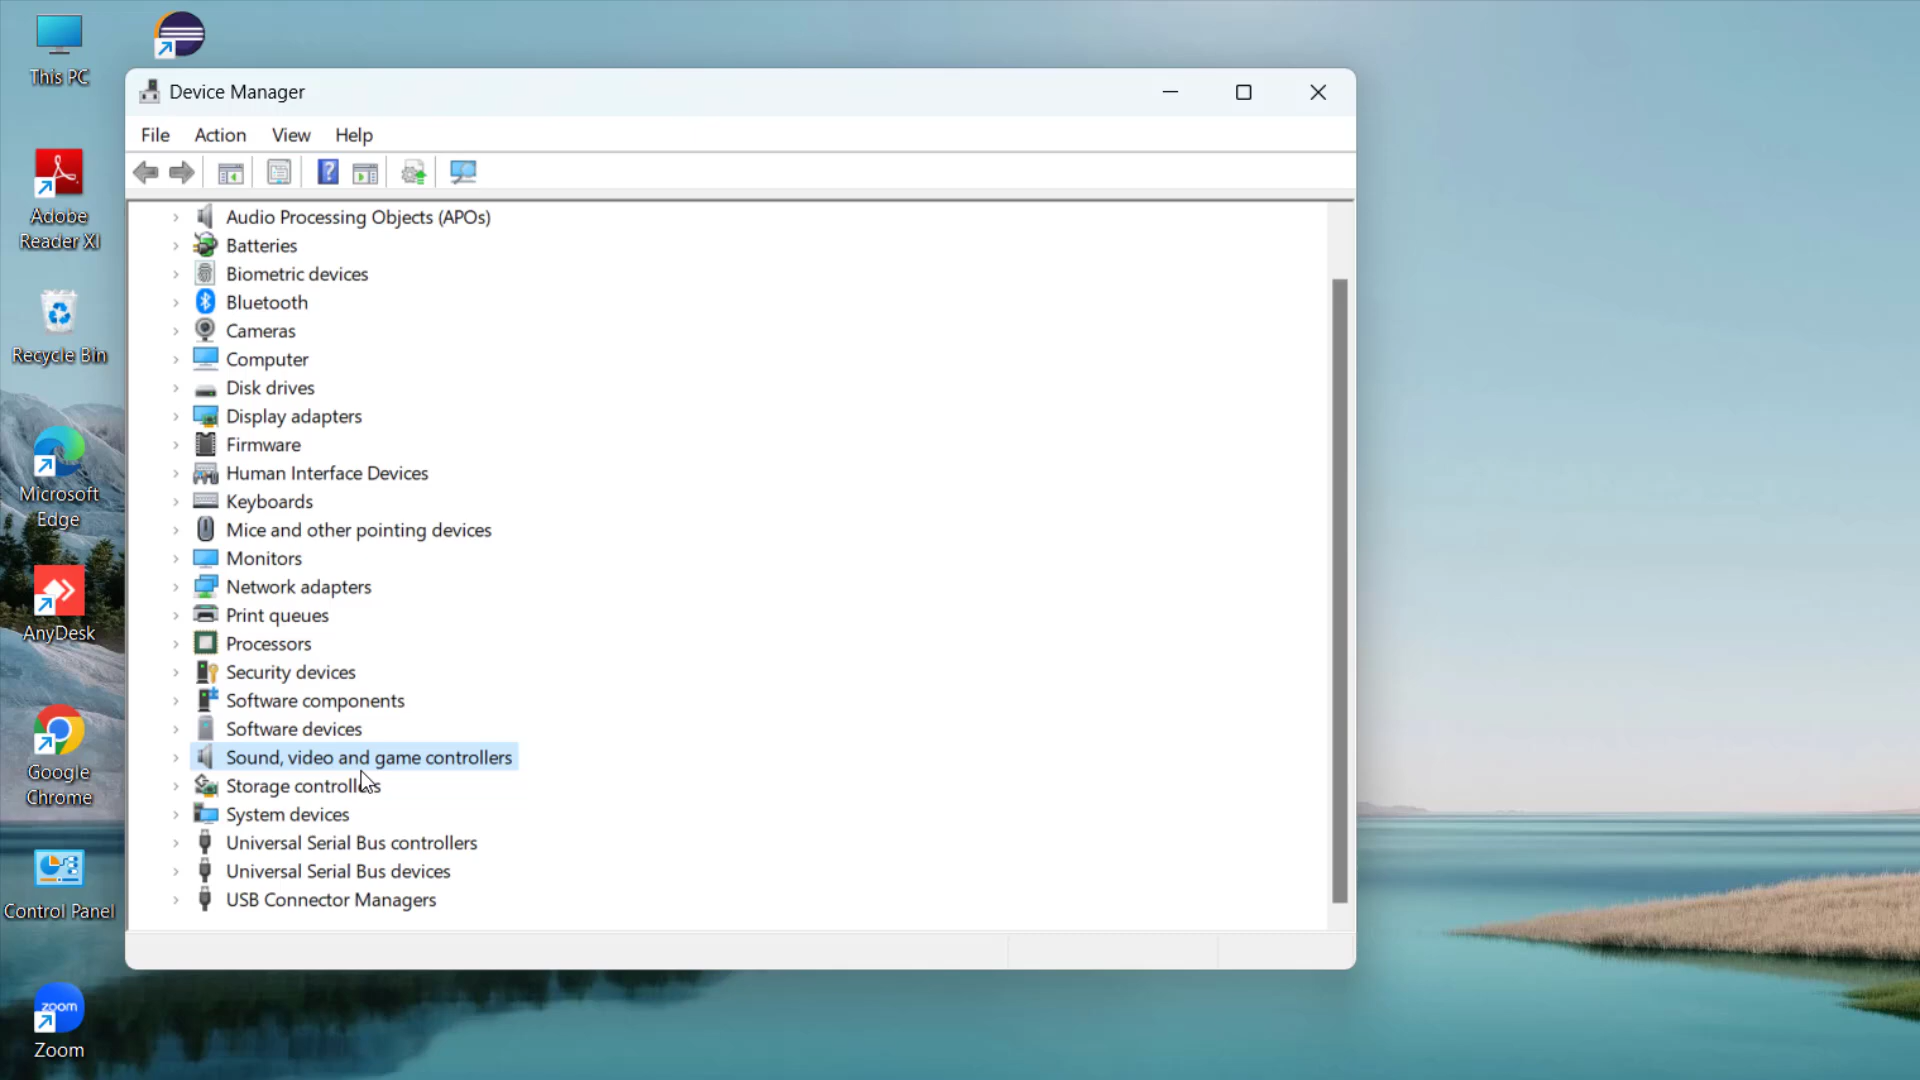 This PC
Adobe
Reader XI
Recycle Bin
Microsoft
Edge
AnyDesk
Google
Chrome
Control Panel
zoom
Zoom
Device Manager
File Action View Help
Audio Processing Objects (APOs)
Batteries
Biometric devices
Bluetooth
Cameras
Computer
Disk drives
Display adapters
Firmware
Human Interface Devices
Keyboards
Mice and other pointing devices
Monitors
Network adapters
Print queues
Processors
Security devices
Software components
Software devices
Sound, video and game controllers
Storage controllers
System devices
Universal Serial Bus controllers
Universal Serial Bus devices
USB Connector Managers